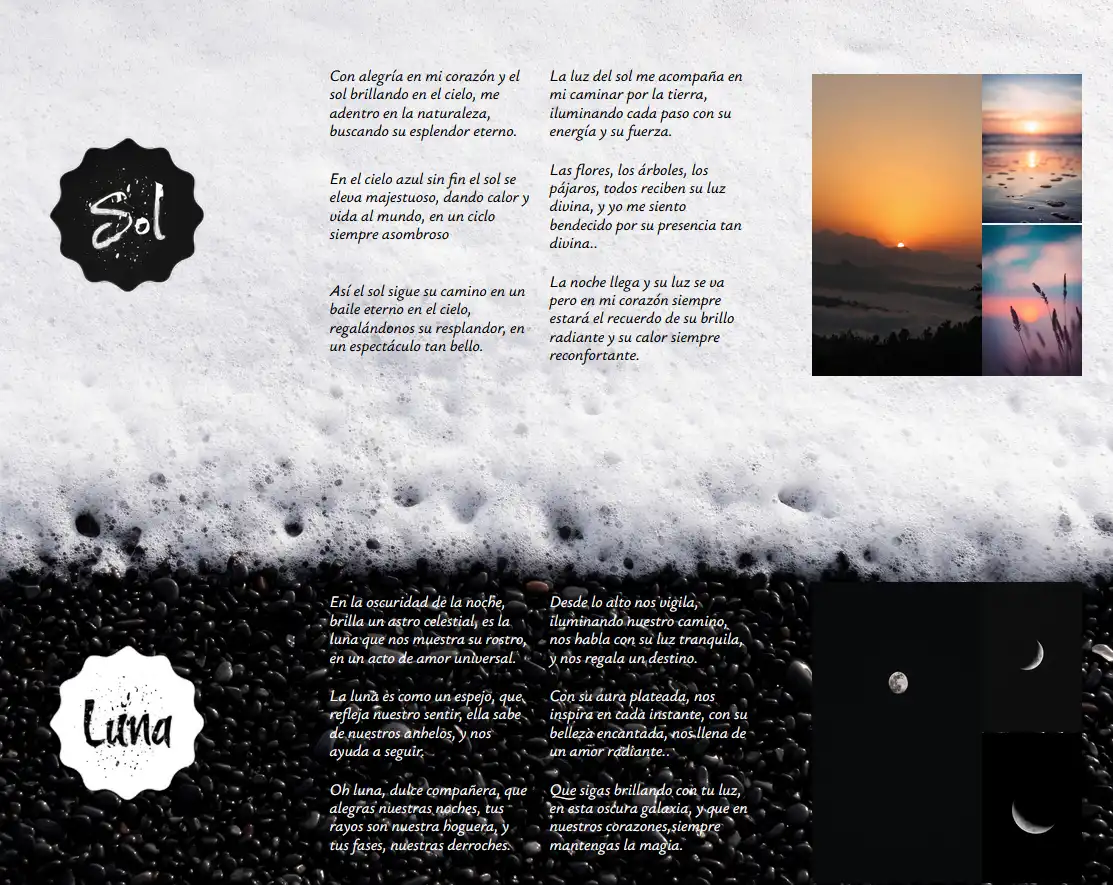 Sol
Con alegría en mi corazón y el
sol brillando en el cielo, me
adentro en la naturaleza,
buscando su esplendor eterno.
En el cielo azul sin fin el sol se
eleva majestuoso, dando calor y
vida al mundo, en un ciclo
siempre asombroso
Así el sol sigue su camino en un
baile eterno en el cielo,
regalándonos su resplandor, en
un espectáculo tan bello.
La luz del sol me acompaña en
mi caminar por la tierra,
iluminando cada paso con su
energía y su fuerza.
Las flores, los árboles, los
pájaros, todos reciben su luz
divina, y yo me siento
bendecido por su presencia tan
divina..
La noche llega y su luz se va
pero en mi corazón siempre
estará el recuerdo de su brillo
radiante y su calor siempre
reconfortante.
Luna
En la oscuridad de la noche,
brilla un astro celestial, es la
luna que nos muestra su rostro,
en un acto de amor universal.
La luna es como un espejo, que
refleja nuestro sentir, ella sabe
de nuestros anhelos, y nos
ayuda a seguir.
Oh luna, dulce compañera, que
alegras nuestras noches, tus
rayos son nuestra hoguera, y
tus fases, nuestras derroches.
Desde lo alto nos vigila,
iluminando nuestro camino,
nos habla con su luz tranquila,
y nos regala un destino.
Con su aura plateada, nos
inspira en cada instante, con su
belleza encantada, nos llena de
un amor radiante..
Que sigas brillando con tu luz,
en esta oscura galaxia, y que en
nuestros corazones,siempre
mantengas la magia.